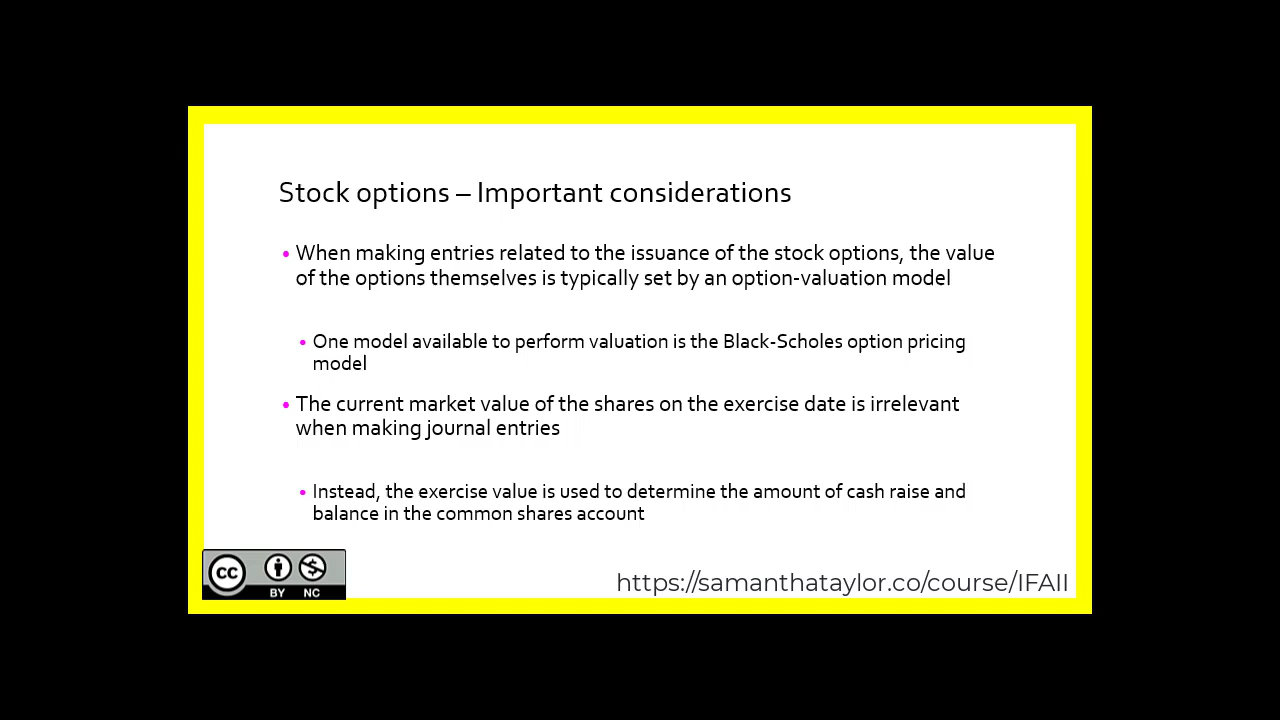 Stock options – Important considerations
• When making entries related to the issuance of the stock options, the value
of the options themselves is typically set by an option-valuation model
• One model available to perform valuation is the Black-Scholes option pricing
model
• The current market value of the shares on the exercise date is irrelevant
when making journal entries
• Instead, the exercise value is used to determine the amount of cash raise and
balance in the common shares account
cc
BY NC
https://samanthataylor.co/course/IFAII